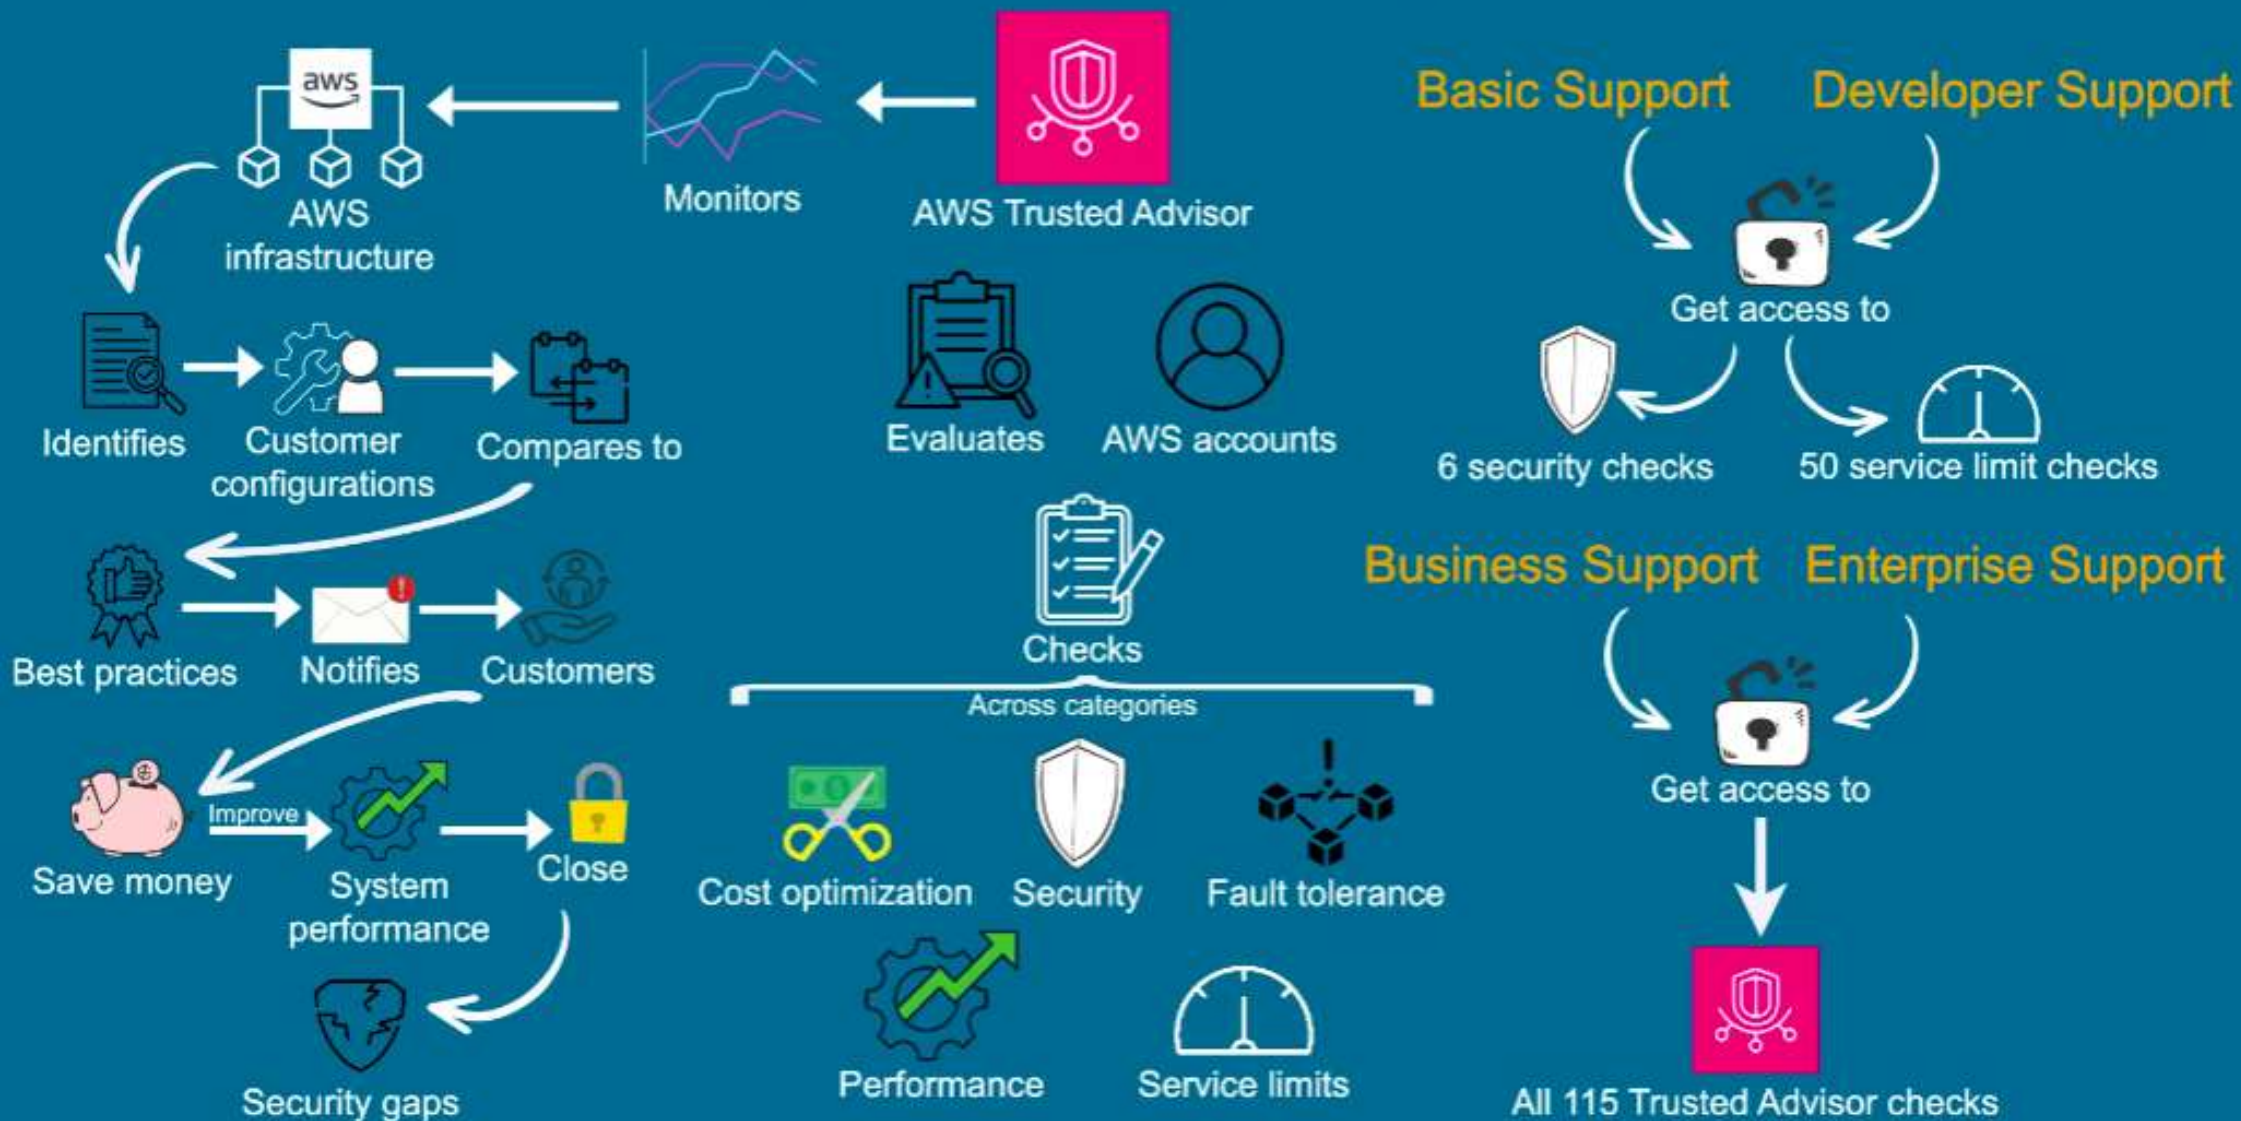 aws
AWS
infrastructure
Monitors
AWS Trusted Advisor
Identifies
Customer
configurations
Compares to
Best practices
Notifies
Customers
Save money
Improve
System
performance
Close
Security gaps
Evaluates
AWS accounts
Checks
Across categories
Cost optimization
Security
Fault tolerance
Performance
Service limits
Basic Support
Developer Support
Get access to
6 security checks
50 service limit checks
Business Support
Enterprise Support
Get access to
All 115 Trusted Advisor checks